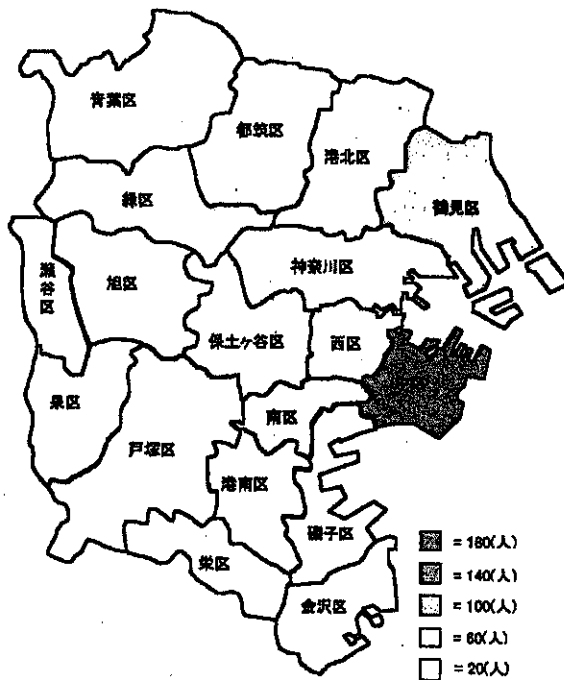 青葉区
都筑区
港北区
緑区
鶴見区
瀬谷区
旭区
神奈川区
保土ヶ谷区
西区
泉区
戸塚区
南区
港南区
磯子区
栄区
金沢区
= 180(人)
= 140(人)
= 100(人)
= 60(人)
= 20(人)